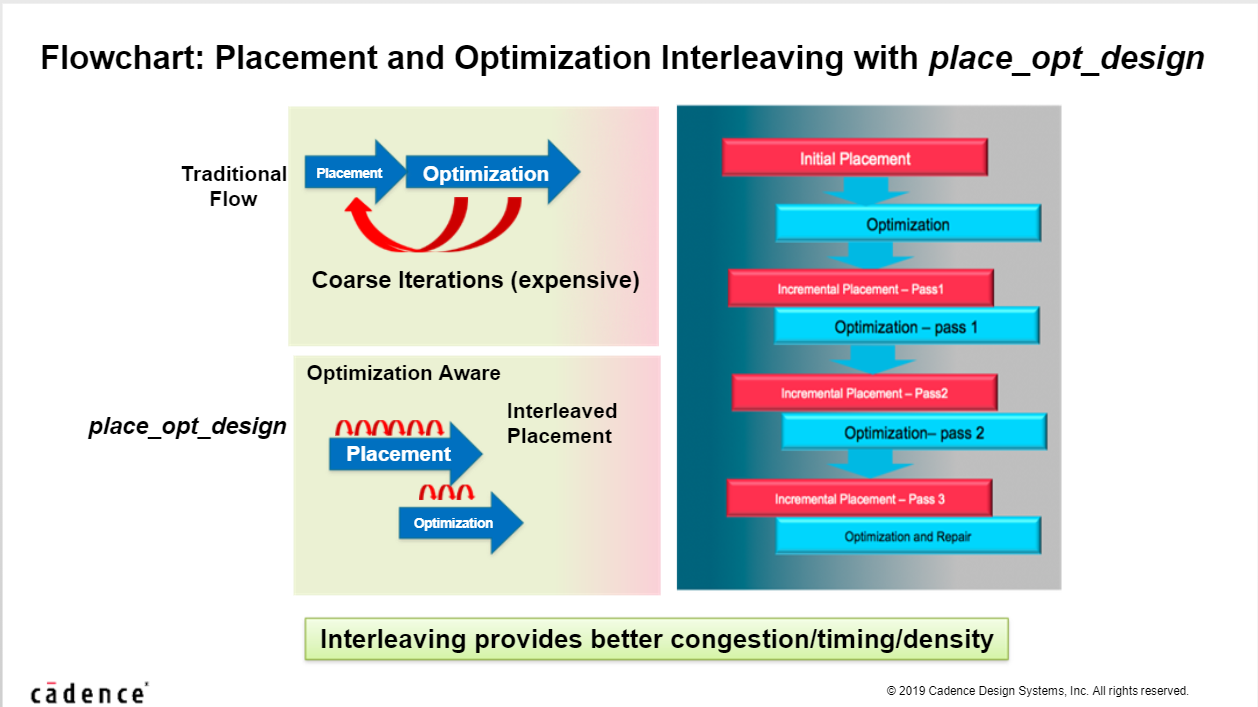 Flowchart: Placement and Optimization Interleaving with place_opt_design
Traditional
Flow
Placement
Optimization
Coarse Iterations (expensive)
place_opt_design
Optimization Aware
Interleaved
Placement
Placement
Optimization
Initial Placement
Optimization
Incremental Placement – Pass1
Optimization – pass 1
Incremental Placement – Pass2
Optimization– pass 2
Incremental Placement – Pass 3
Optimization and Repair
Interleaving provides better congestion/timing/density
cādence
© 2019 Cadence Design Systems, Inc. All rights reserved.